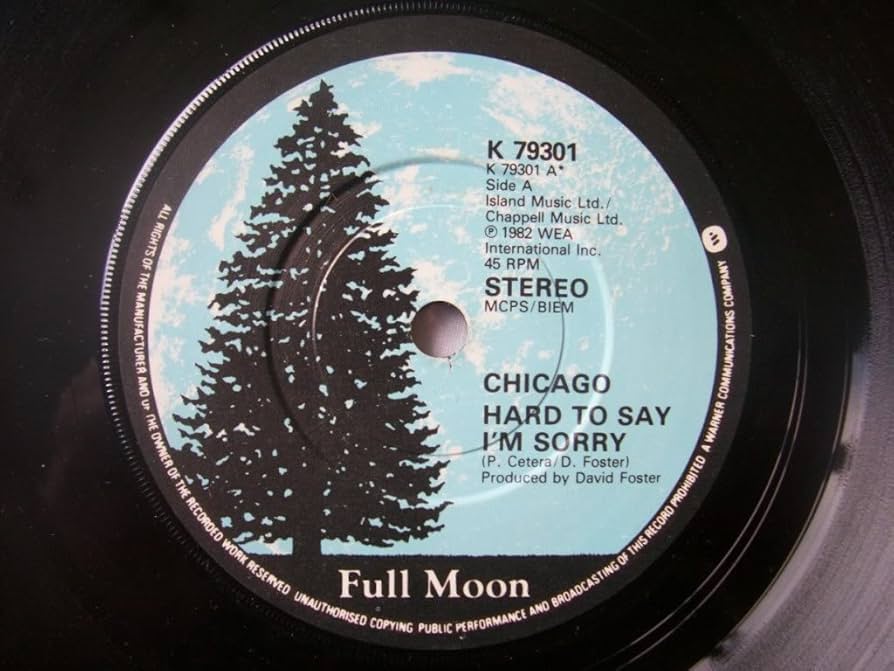 K 79301
K 79301 A*
Side A
Island Music Ltd./
Chappell Music Ltd.
℗ 1982 WEA
International Inc.
45 RPM
STEREO
MCPS/BIEM
CHICAGO
HARD TO SAY
I'M SORRY
(P. Cetera/D. Foster)
Produced by David Foster
Full Moon
ALL RIGHTS OF THE MANUFACTURER AND OF THE OWNER OF THE RECORDED WORK RESERVED UNAUTHORISED COPYING PUBLIC PERFORMANCE AND BROADCASTING OF THIS RECORD PROHIBITED A WARNER COMMUNICATIONS COMPANY